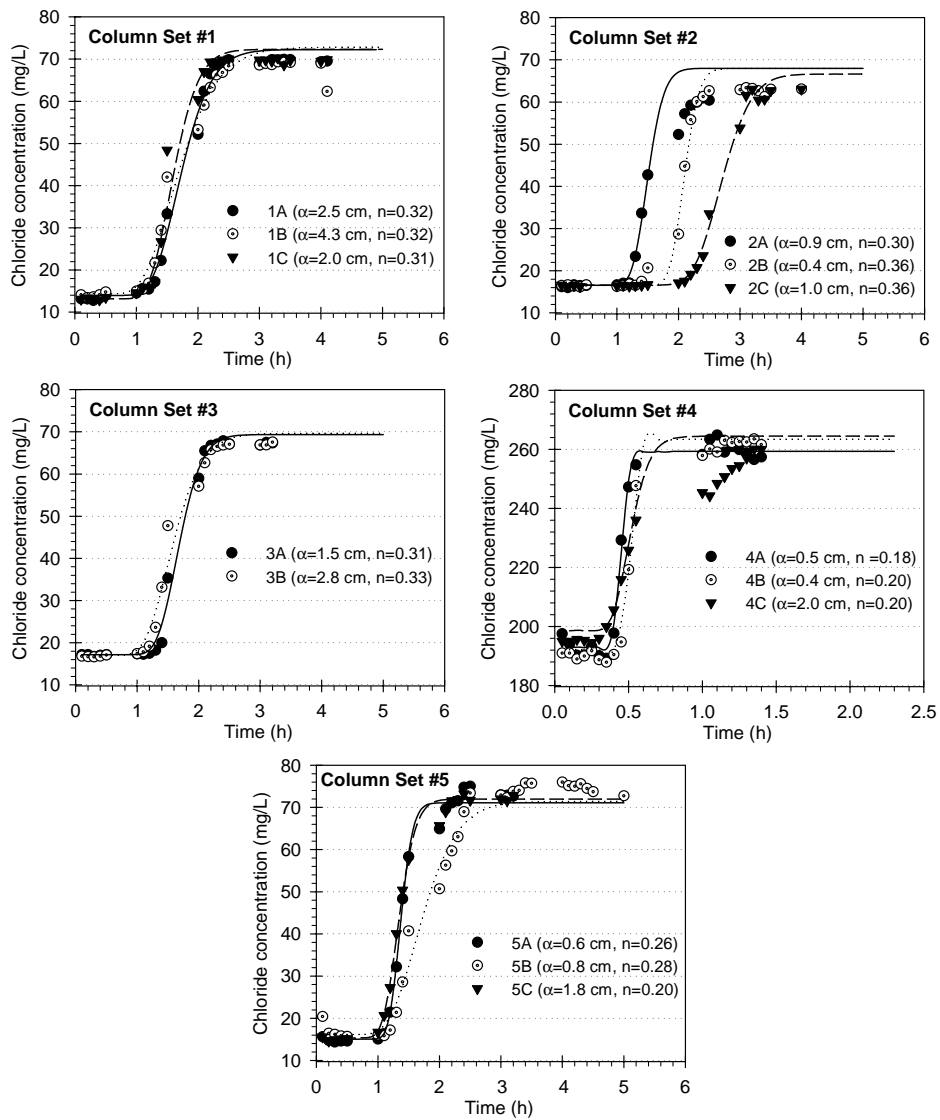 Column Set #1
Chloride concentration (mg/L)
80
70
60
50
40
30
20
10
1A (α=2.5 cm, n=0.32)
1B (α=4.3 cm, n=0.32)
1C (α=2.0 cm, n=0.31)
0 1 2 3 4 5 6
Time (h)
Column Set #2
Chloride concentration (mg/L)
80
70
60
50
40
30
20
10
2A (α=0.9 cm, n=0.30)
2B (α=0.4 cm, n=0.36)
2C (α=1.0 cm, n=0.36)
0 1 2 3 4 5 6
Time (h)
Column Set #3
Chloride concentration (mg/L)
80
70
60
50
40
30
20
10
3A (α=1.5 cm, n=0.31)
3B (α=2.8 cm, n=0.33)
0 1 2 3 4 5 6
Time (h)
Column Set #4
Chloride concentration (mg/L)
280
260
240
220
200
180
4A (α=0.5 cm, n =0.18)
4B (α=0.4 cm, n=0.20)
4C (α=2.0 cm, n=0.20)
0.0 0.5 1.0 1.5 2.0 2.5
Time (h)
Column Set #5
Chloride concentration (mg/L)
80
70
60
50
40
30
20
10
5A (α=0.6 cm, n=0.26)
5B (α=0.8 cm, n=0.28)
5C (α=1.8 cm, n=0.20)
0 1 2 3 4 5 6
Time (h)